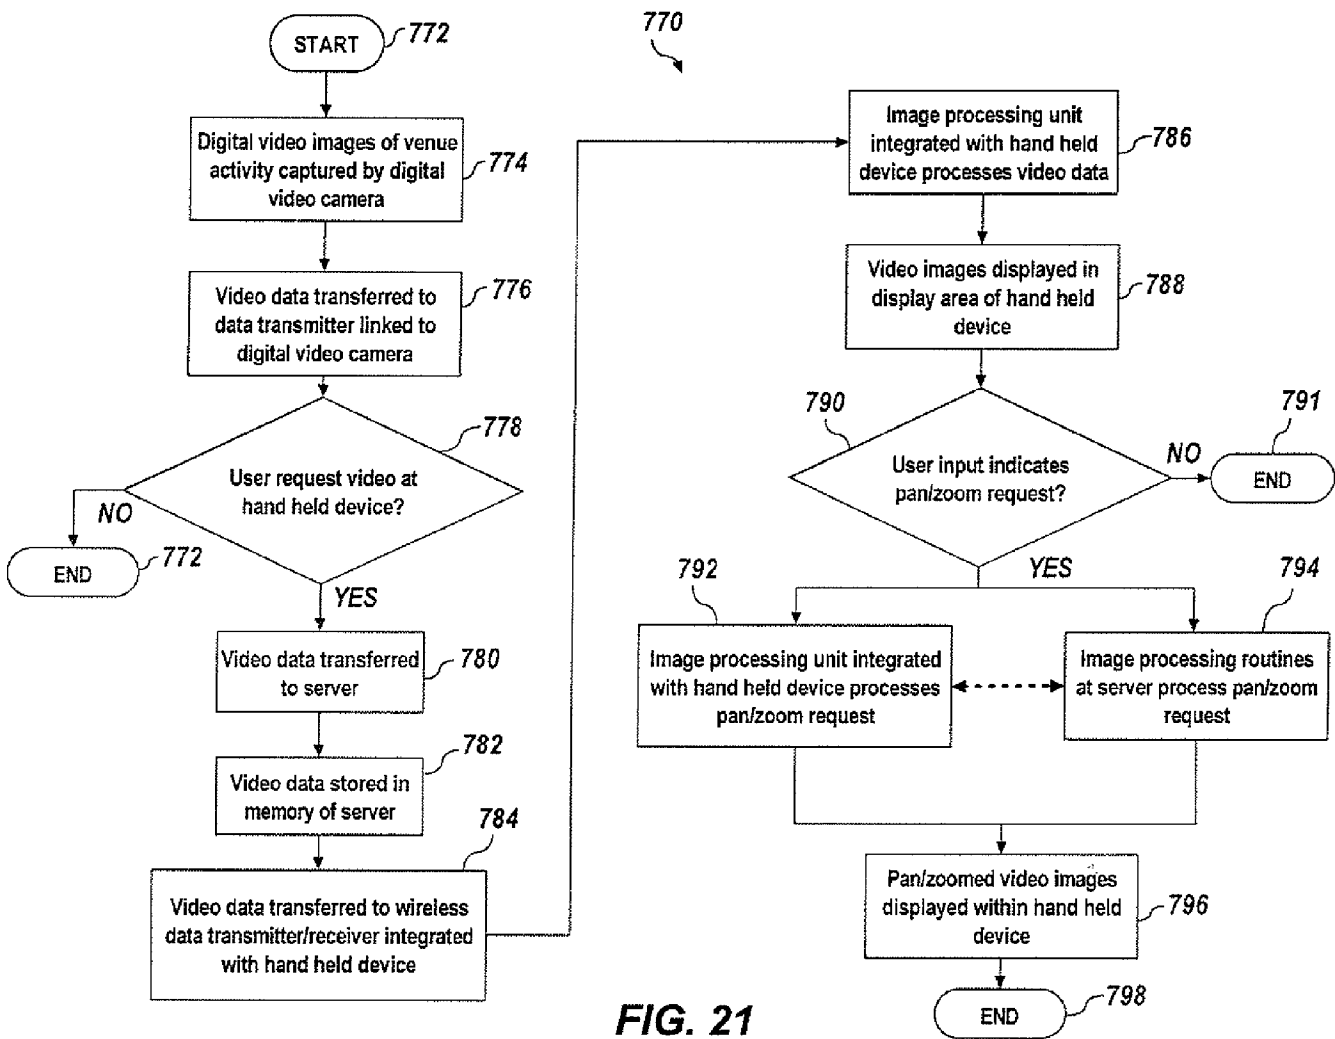 START
772
770
Digital video images of venue
activity captured by digital
video camera
774
Video data transferred to
data transmitter linked to
digital video camera
776
User request video at
hand held device?
778
NO
END
772
YES
Video data transferred
to server
780
Video data stored in
memory of server
782
Video data transferred to wireless
data transmitter/receiver integrated
with hand held device
784
Image processing unit
integrated with hand held
device processes video data
786
Video images displayed in
display area of hand held
device
788
User input indicates
pan/zoom request?
790
NO
END
791
YES
Image processing unit integrated
with hand held device processes
pan/zoom request
792
Image processing routines
at server process pan/zoom
request
794
Pan/zoomed video images
displayed within hand held
device
796
END
798
FIG. 21